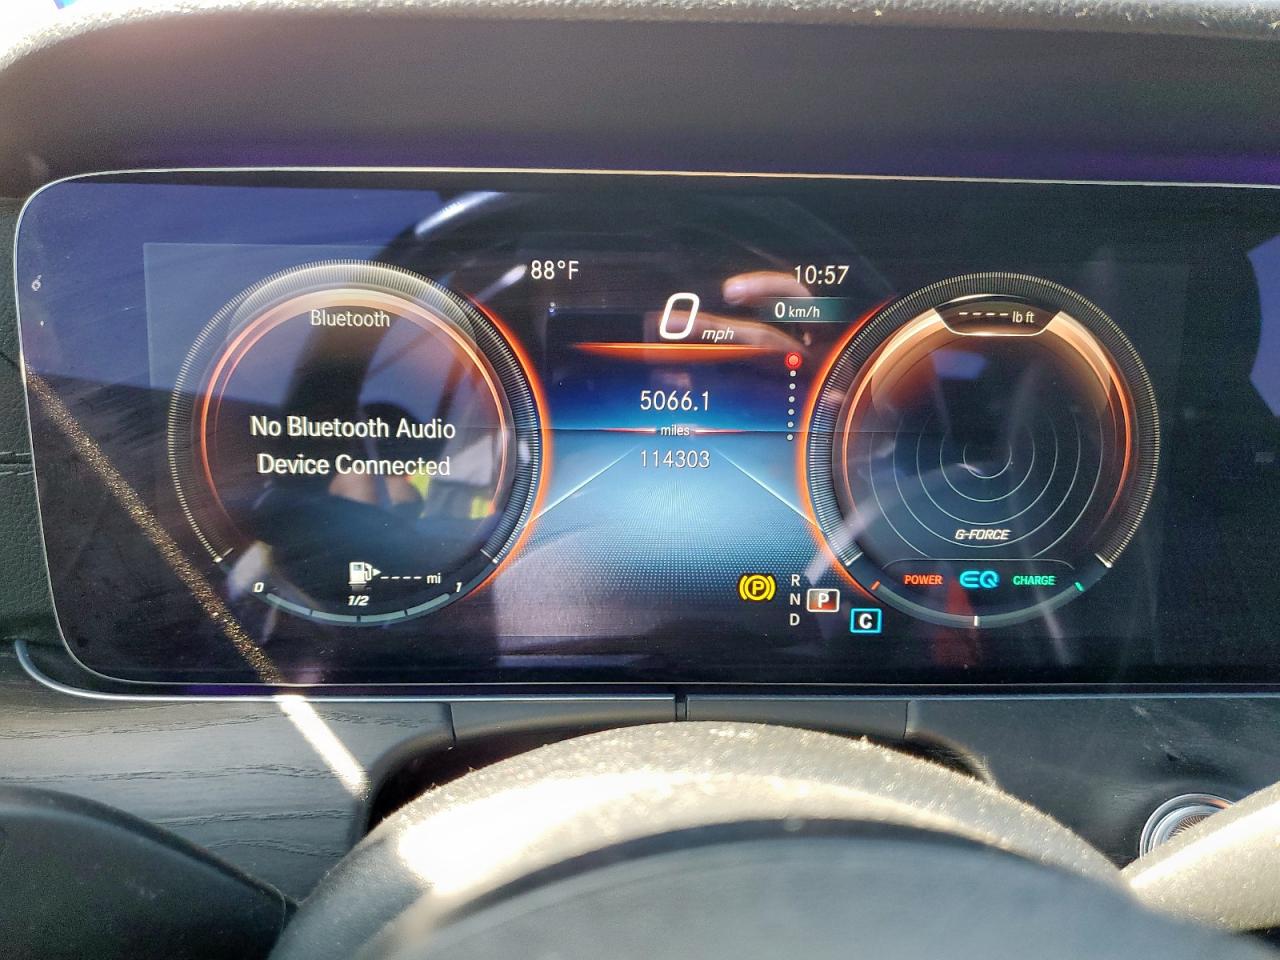 88°F
10:57
0 mph
0 km/h
Bluetooth
No Bluetooth Audio
Device Connected
5066.1
miles
114303
---- lb ft
G-FORCE
POWER EQ CHARGE
0 1/2 1
---- mi
(P)
R
N P
D
C